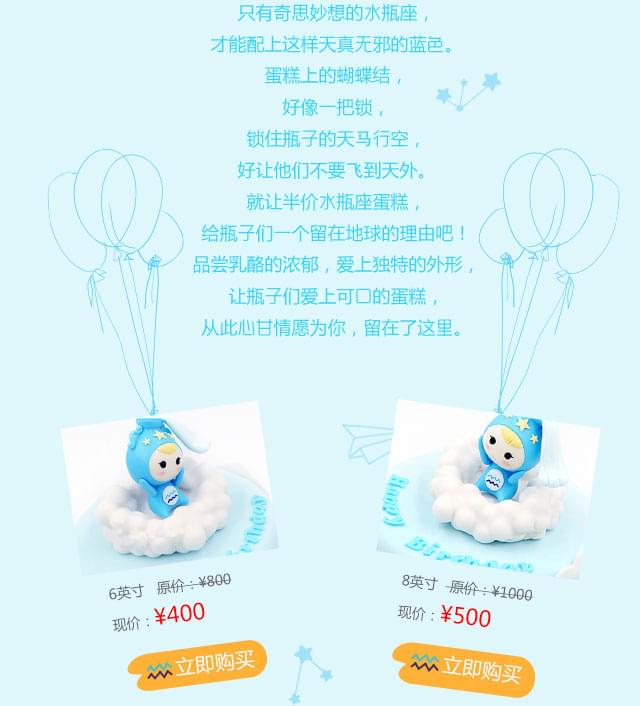 只有奇思妙想的水瓶座，
才能配上这样天真无邪的蓝色。
蛋糕上的蝴蝶结，
好像一把锁，
锁住瓶子的天马行空，
好让他们不要飞到天外。
就让半价水瓶座蛋糕，
给瓶子们一个留在地球的理由吧！
品尝乳酪的浓郁，爱上独特的外形，
让瓶子们爱上可口的蛋糕，
从此心甘情愿为你，留在了这里。
Birthday
Happy
Birthday
6英寸 原价：¥800
现价：¥400
立即购买
8英寸 原价：¥1000
现价：¥500
立即购买